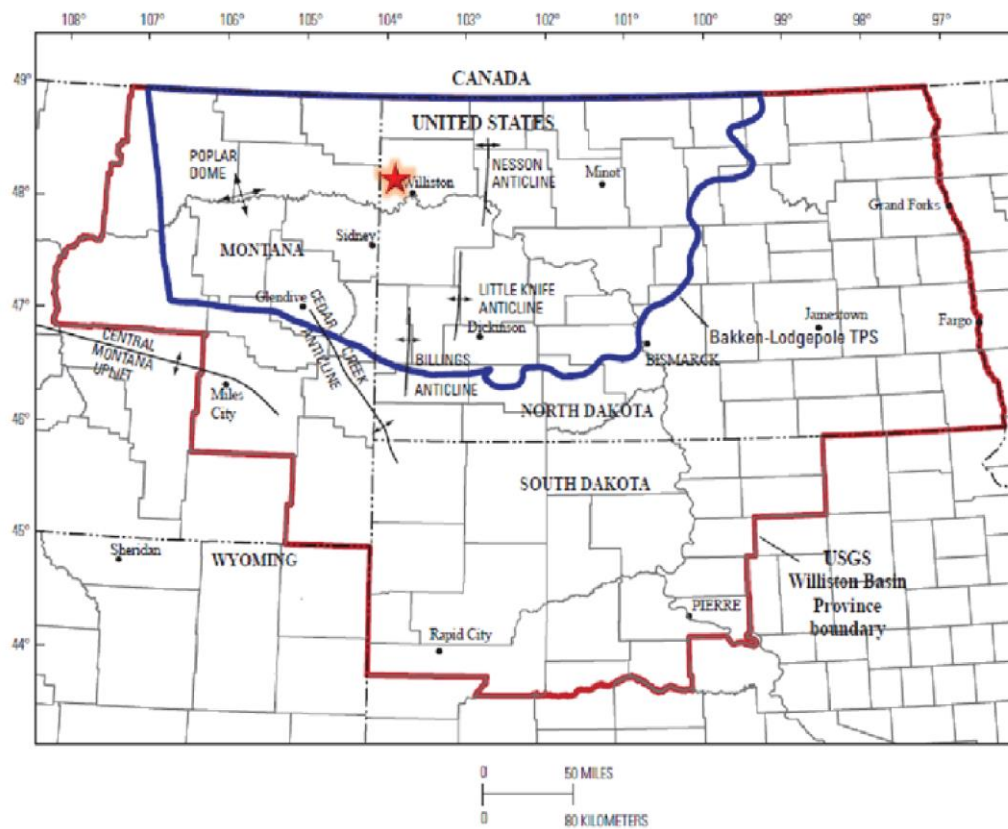 108° 107° 106° 105° 104° 103° 102° 101° 100° 99° 98° 97°
49°
CANADA
UNITED STATES
POPLAR
DOME
NESSON
ANTICLINE
48°
Williston
Minot
Grand Forks
Sidney
MONTANA
LITTLE KNIFE
ANTICLINE
47°
Glendive
CEDAR CREEK
ANTICLINE
Dickinson
Jamestown
Fargo
Bakken-Lodgepole TPS
CENTRAL
MONTANA
UPLIFT
BILLINGS
ANTICLINE
BISMARCK
Miles
City
46°
NORTH DAKOTA
SOUTH DAKOTA
45°
Sheridan
WYOMING
USGS
Williston Basin
Province
boundary
PIERRE
Rapid City
44°
0 50 MILES
0 80 KILOMETERS